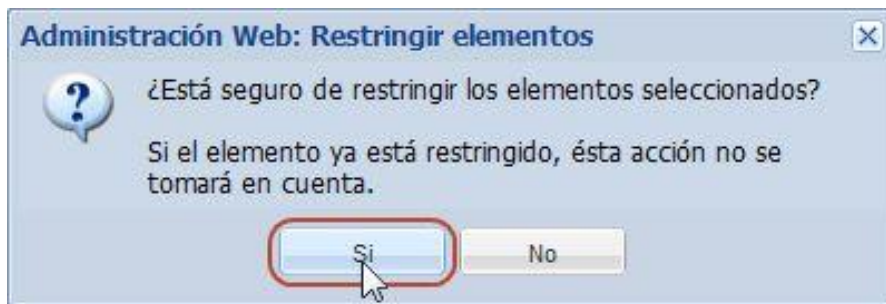 Administración Web: Restringir elementos
¿Está seguro de restringir los elementos seleccionados?
Si el elemento ya está restringido, ésta acción no se
tomará en cuenta.
Si No